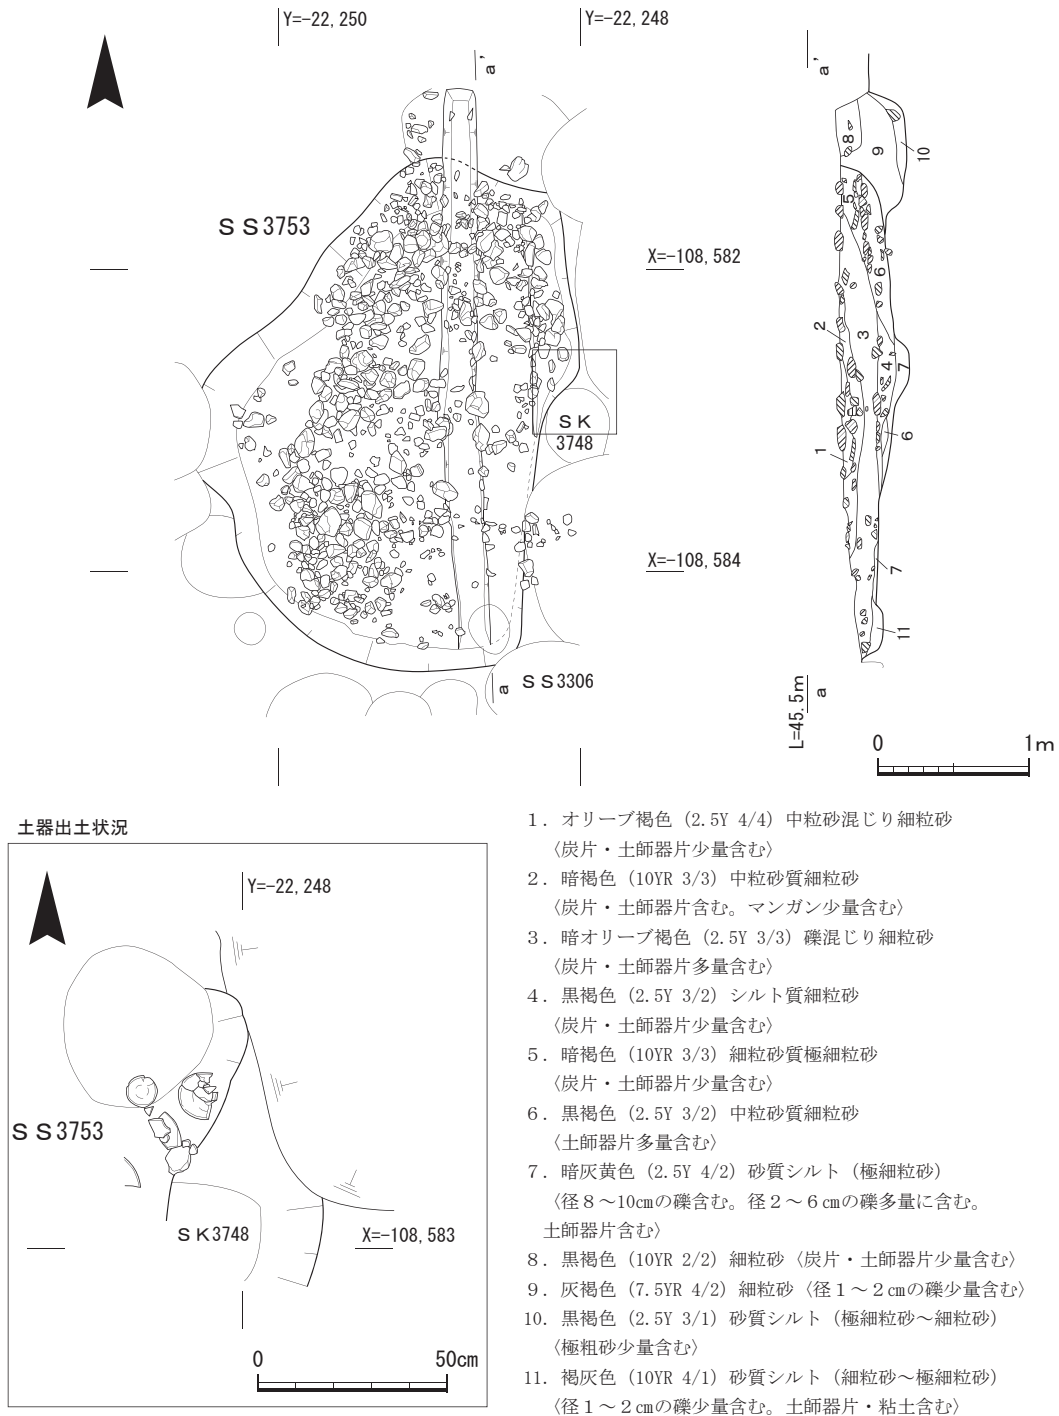 Y=-22,250
Y=-22,248
a'
a'
ＳＳ3753
X=-108,582
8
9
10
5
6
2
3
4
7
ＳＫ
3748
1
6
X=-108,584
7
11
a
ＳＳ3306
L=45.5m
a
0
1m
土器出土状況
Y=-22,248
ＳＳ3753
ＳＫ3748
X=-108,583
0
50cm
１．オリーブ褐色（2.5Y 4/4）中粒砂混じり細粒砂
〈炭片・土師器片少量含む〉
２．暗褐色（10YR 3/3）中粒砂質細粒砂
〈炭片・土師器片含む。マンガン少量含む〉
３．暗オリーブ褐色（2.5Y 3/3）礫混じり細粒砂
〈炭片・土師器片多量含む〉
４．黒褐色（2.5Y 3/2）シルト質細粒砂
〈炭片・土師器片少量含む〉
５．暗褐色（10YR 3/3）細粒砂質極細粒砂
〈炭片・土師器片少量含む〉
６．黒褐色（2.5Y 3/2）中粒砂質細粒砂
〈土師器片多量含む〉
７．暗灰黄色（2.5Y 4/2）砂質シルト（極細粒砂）
〈径８～10㎝の礫含む。径２～６㎝の礫多量に含む。
土師器片含む〉
８．黒褐色（10YR 2/2）細粒砂〈炭片・土師器片少量含む〉
９．灰褐色（7.5YR 4/2）細粒砂〈径１～２㎝の礫少量含む〉
10．黒褐色（2.5Y 3/1）砂質シルト（極細粒砂～細粒砂）
〈極粗砂少量含む〉
11．褐灰色（10YR 4/1）砂質シルト（細粒砂～極細粒砂）
〈径１～２㎝の礫少量含む。土師器片・粘土含む〉